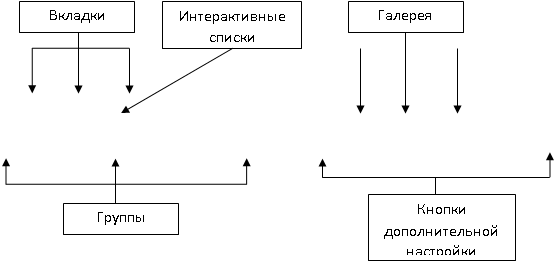 Вкладки
Интерактивные
списки
Галерея
Группы
Кнопки
дополнительной
настройки